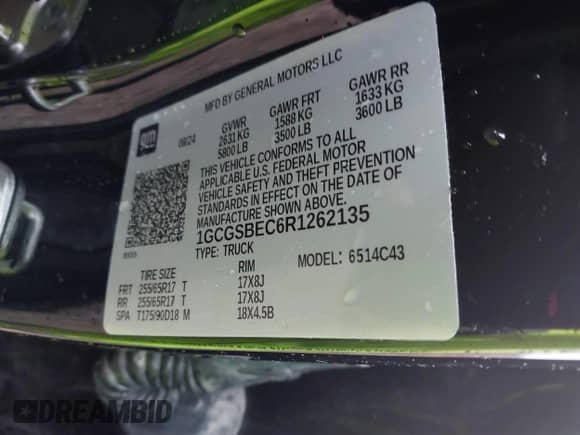 MFD BY GENERAL MOTORS LLC
gm
08/24 GVWR GAWR FRT GAWR RR
2631 KG 1588 KG 1633 KG
5800 LB 3500 LB 3600 LB
THIS VEHICLE CONFORMS TO ALL
APPLICABLE U.S. FEDERAL MOTOR
VEHICLE SAFETY AND THEFT PREVENTION
STANDARDS IN EFFECT ON THE DATE OF
MANUFACTURE SHOWN ABOVE.
1GCGSBEC6R1262135
TYPE: TRUCK MODEL: 6514C43
TIRE SIZE RIM
FRT 255/65R17 T 17X8J
RR 255/65R17 T 17X8J
SPA T175/90D18 M 18X4.5B
DREAMBID